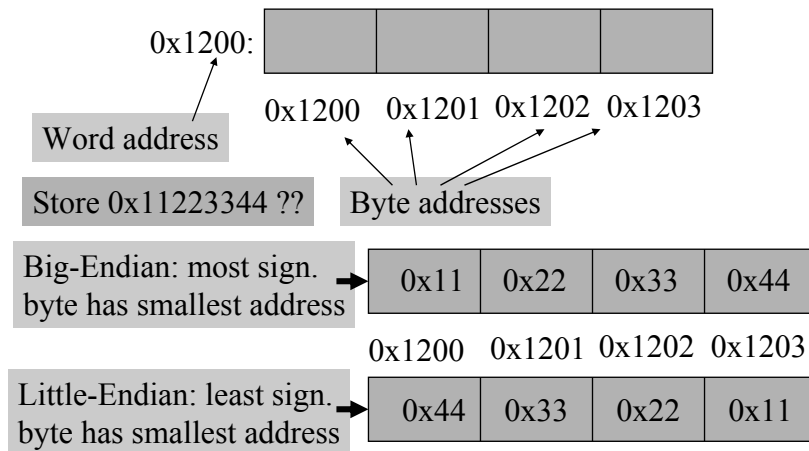 0x1200:
0x1200 0x1201 0x1202 0x1203
Word address
Store 0x11223344 ??
Byte addresses
Big-Endian: most sign.
byte has smallest address
0x11 0x22 0x33 0x44
0x1200 0x1201 0x1202 0x1203
Little-Endian: least sign.
byte has smallest address
0x44 0x33 0x22 0x11